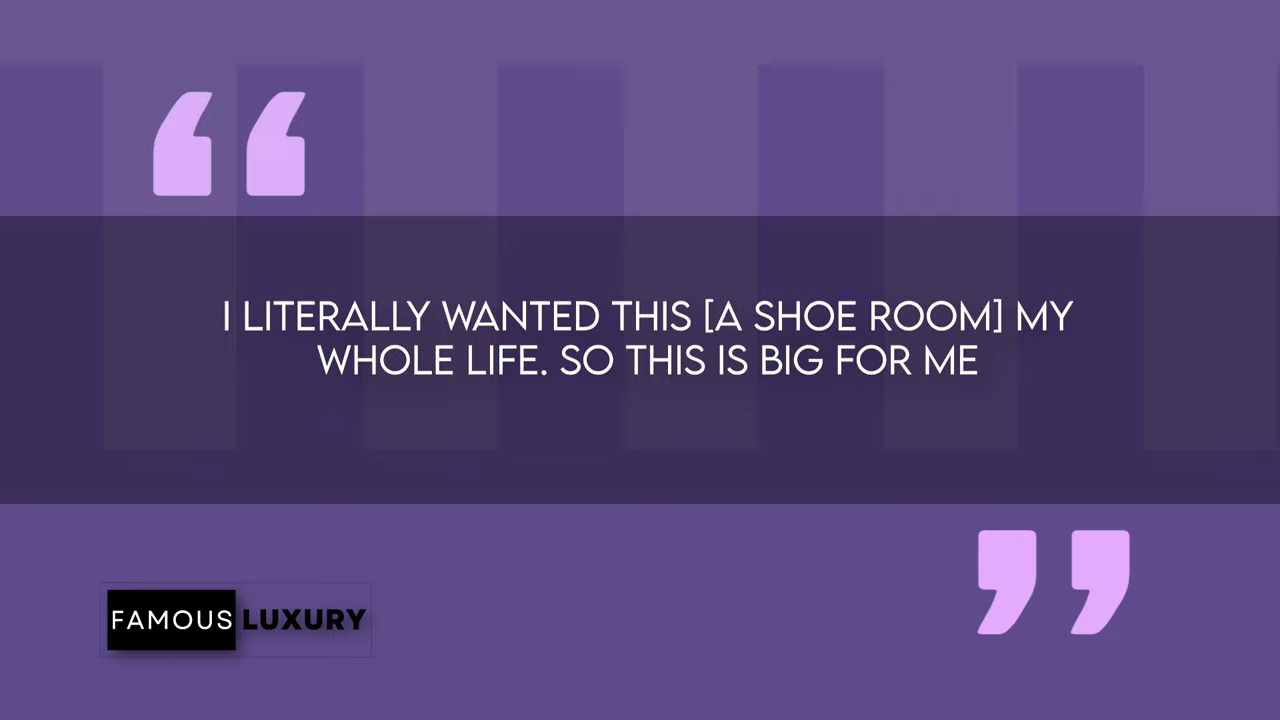 I LITERALLY WANTED THIS [A SHOE ROOM] MY
WHOLE LIFE. SO THIS IS BIG FOR ME
FAMOUS LUXURY